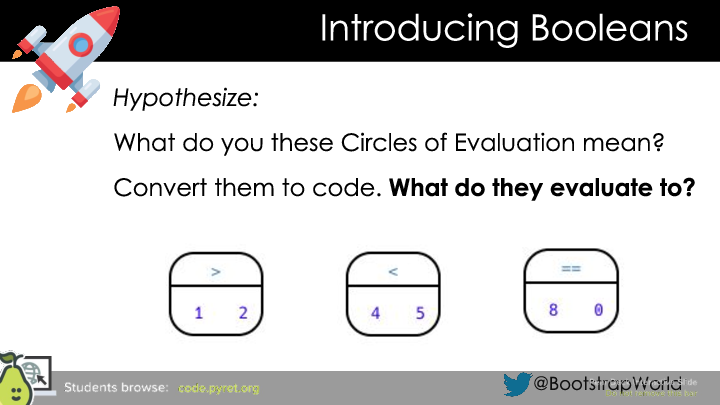 Introducing Booleans
Hypothesize:
What do you these Circles of Evaluation mean?
Convert them to code. What do they evaluate to?
> < ==
1 2 4 5 8 0
Students browse: code.pyret.org
@BootstrapWorld